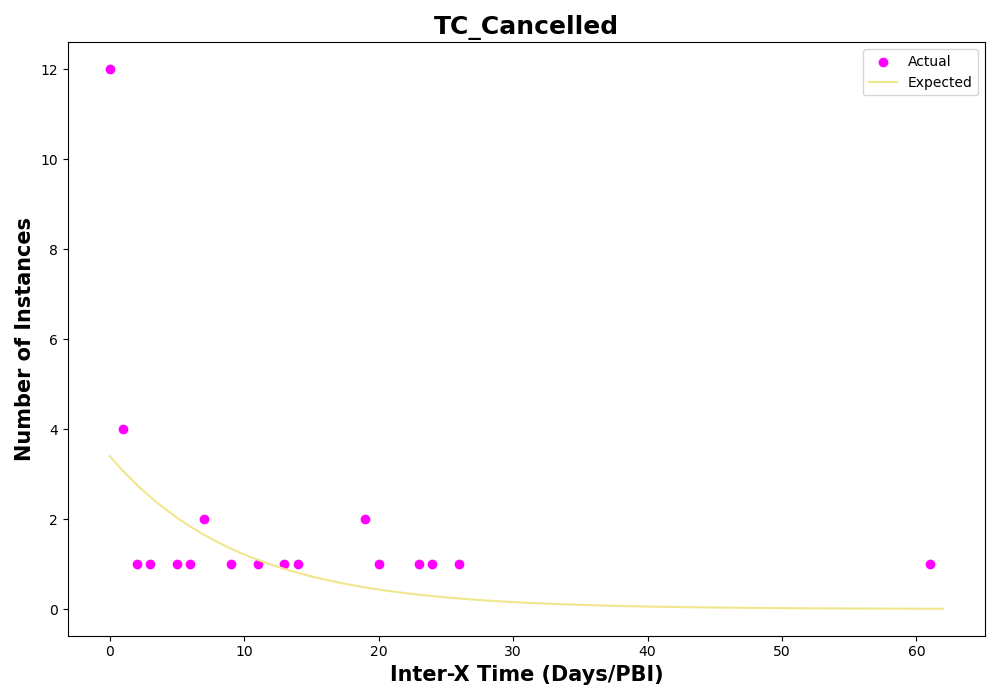 TC_Cancelled
Actual
Expected
12
10
8
6
4
2
0
Number of Instances
0 10 20 30 40 50 60
Inter-X Time (Days/PBI)